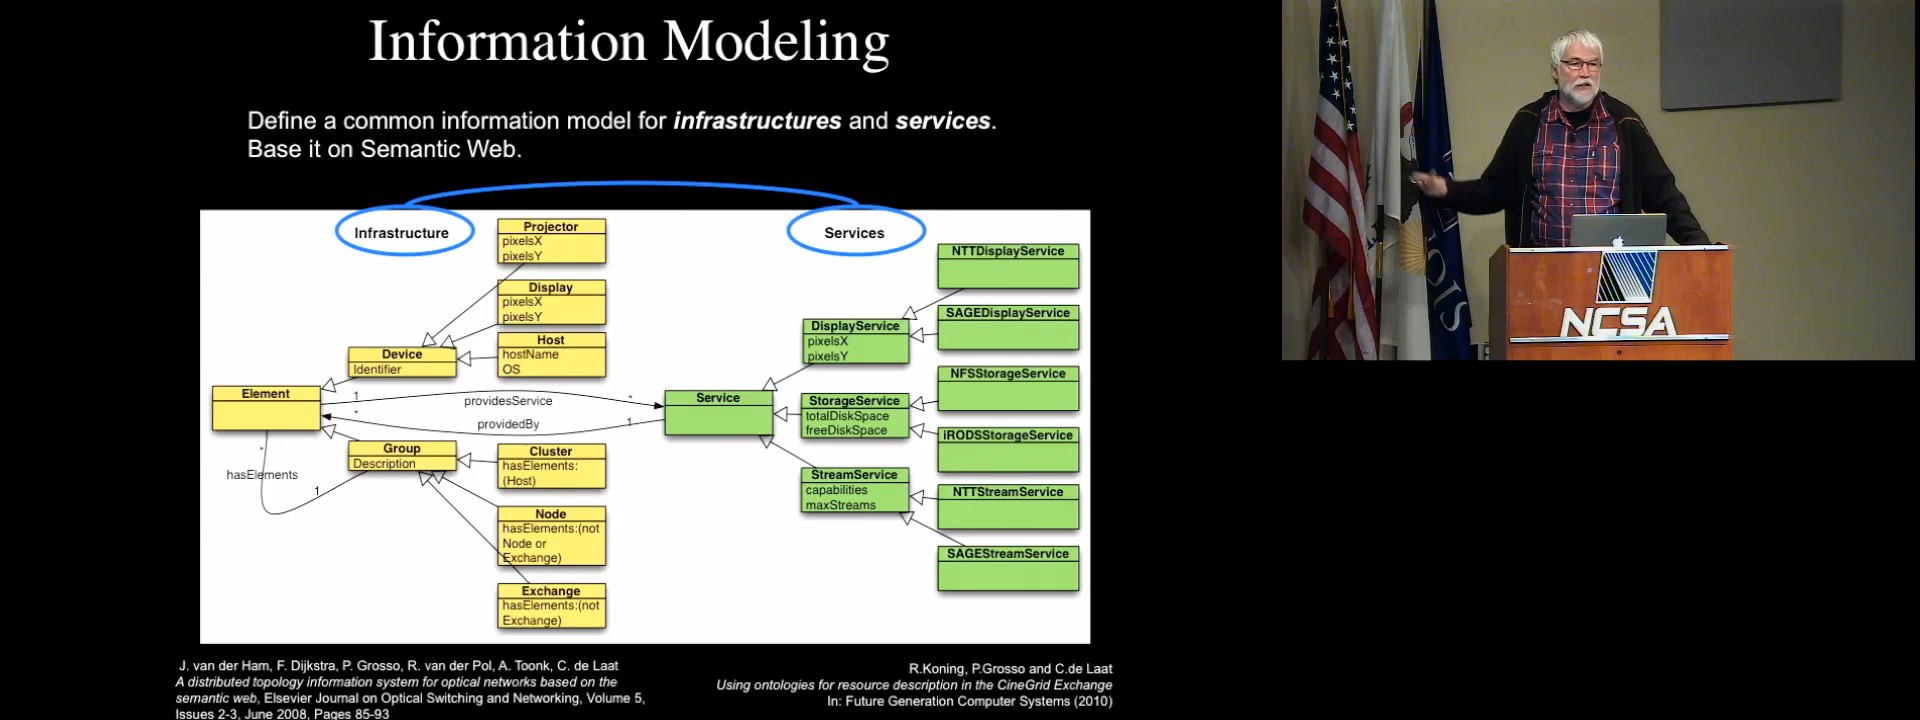 Information Modeling
Define a common information model for infrastructures and services.
Base it on Semantic Web.
Infrastructure
Services
Projector
pixelsX
pixelsY
Display
pixelsX
pixelsY
Host
hostName
OS
Device
Identifier
Element
1
providesService
*
*
providedBy
1
Group
Description
*
hasElements
1
Cluster
hasElements:
(Host)
Node
hasElements:(not
Node or
Exchange)
Exchange
hasElements:(not
Exchange)
Service
DisplayService
pixelsX
pixelsY
StorageService
totalDiskSpace
freeDiskSpace
StreamService
capabilities
maxStreams
NTTDisplayService
SAGEDisplayService
NFSStorageService
iRODSStorageService
NTTStreamService
SAGEStreamService
J. van der Ham, F. Dijkstra, P. Grosso, R. van der Pol, A. Toonk, C. de Laat
A distributed topology information system for optical networks based on the
semantic web, Elsevier Journal on Optical Switching and Networking, Volume 5,
Issues 2-3, June 2008, Pages 85-93
R.Koning, P.Grosso and C.de Laat
Using ontologies for resource description in the CineGrid Exchange
In: Future Generation Computer Systems (2010)
OIS
NCSA